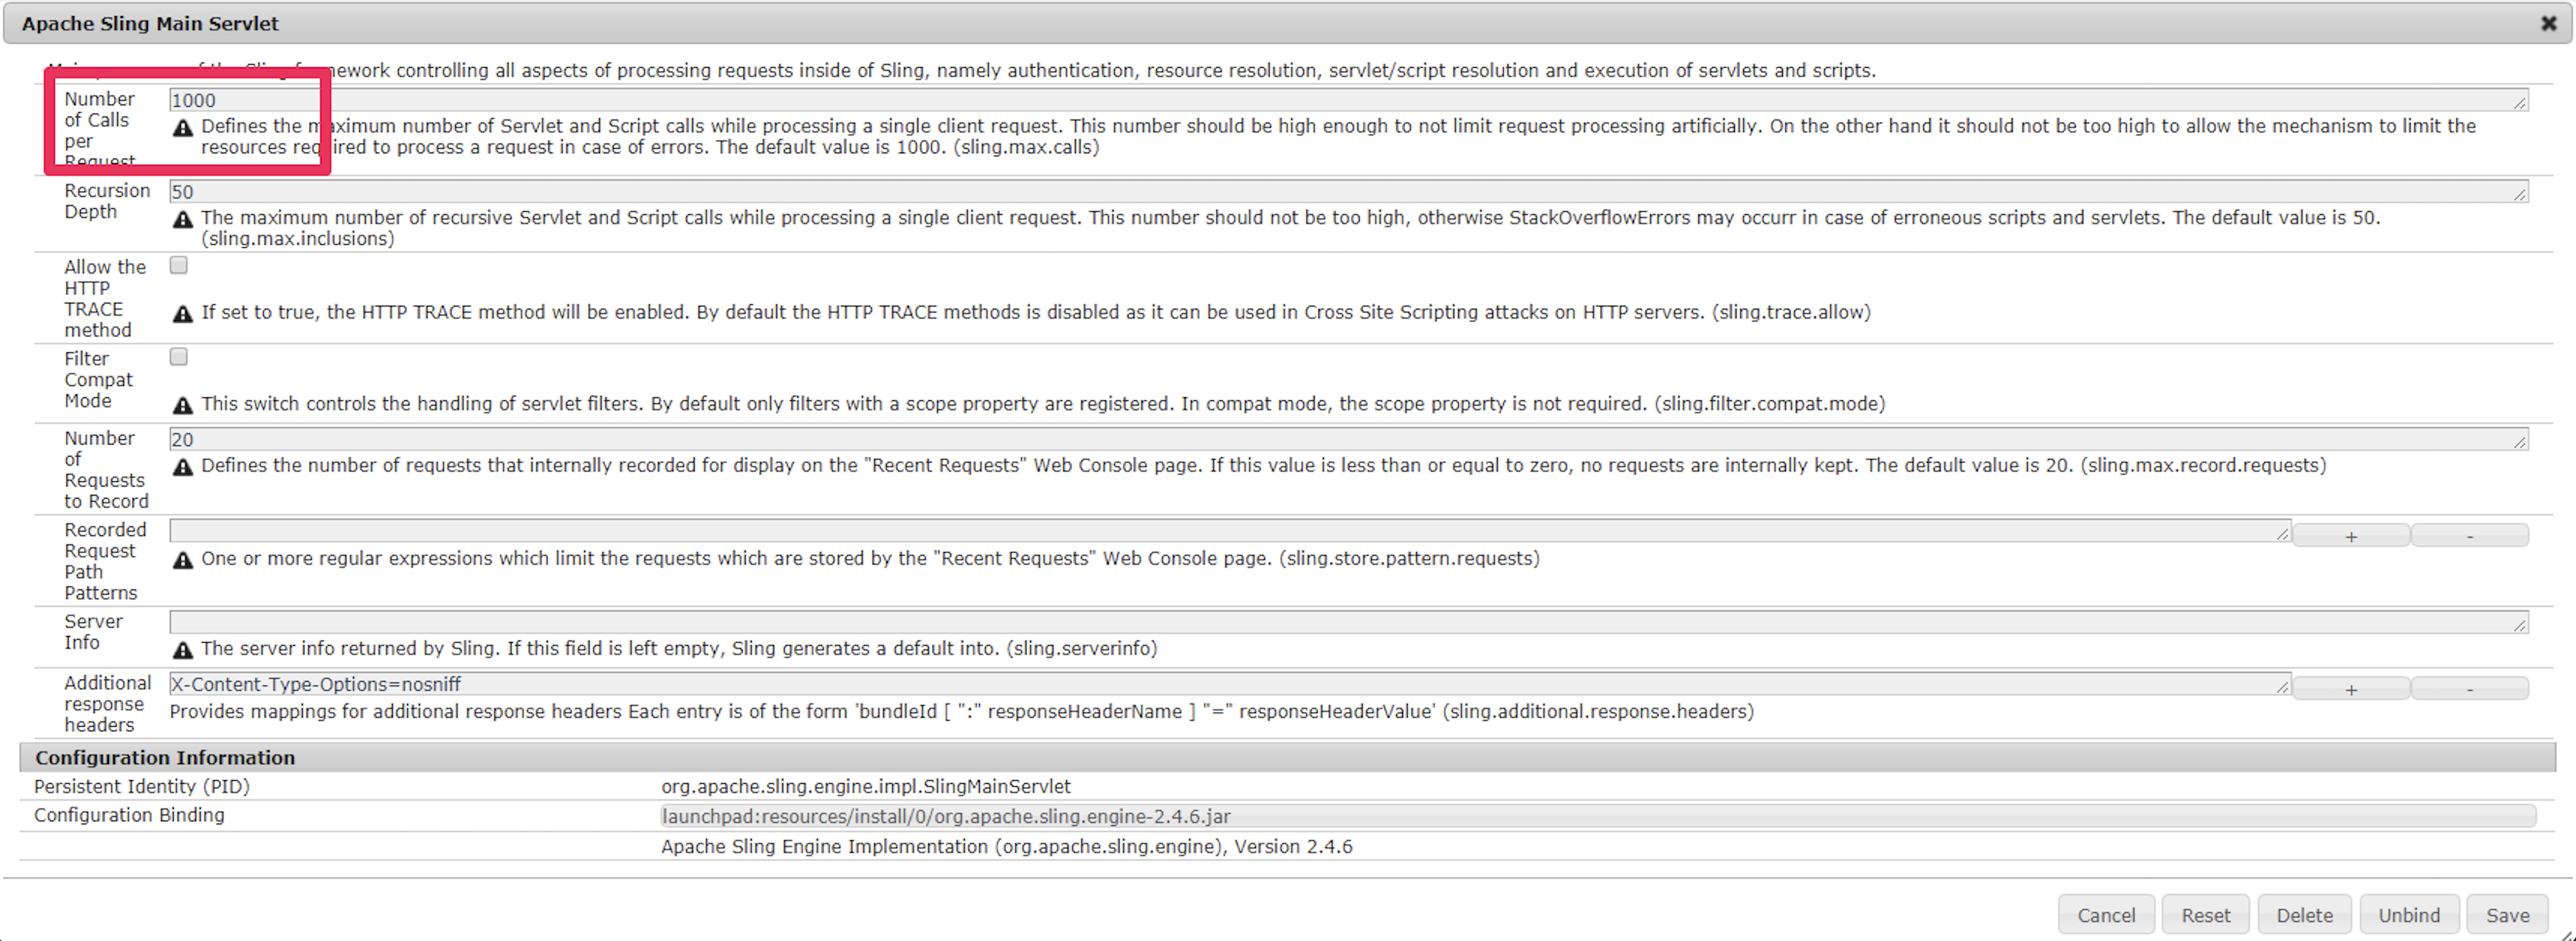 Apache Sling Main Servlet
of the Sling framework controlling all aspects of processing requests inside of Sling, namely authentication, resource resolution, servlet/script resolution and execution of servlets and scripts.
Number of Calls per Request
1000
Defines the maximum number of Servlet and Script calls while processing a single client request. This number should be high enough to not limit request processing artificially. On the other hand it should not be too high to allow the mechanism to limit the
resources required to process a request in case of errors. The default value is 1000. (sling.max.calls)
Recursion Depth
50
The maximum number of recursive Servlet and Script calls while processing a single client request. This number should not be too high, otherwise StackOverflowErrors may occurr in case of erroneous scripts and servlets. The default value is 50.
(sling.max.inclusions)
Allow the HTTP TRACE method
If set to true, the HTTP TRACE method will be enabled. By default the HTTP TRACE methods is disabled as it can be used in Cross Site Scripting attacks on HTTP servers. (sling.trace.allow)
Filter Compat Mode
This switch controls the handling of servlet filters. By default only filters with a scope property are registered. In compat mode, the scope property is not required. (sling.filter.compat.mode)
Number of Requests to Record
20
Defines the number of requests that internally recorded for display on the "Recent Requests" Web Console page. If this value is less than or equal to zero, no requests are internally kept. The default value is 20. (sling.max.record.requests)
Recorded Request Path Patterns
+ -
One or more regular expressions which limit the requests which are stored by the "Recent Requests" Web Console page. (sling.store.pattern.requests)
Server Info
The server info returned by Sling. If this field is left empty, Sling generates a default into. (sling.serverinfo)
Additional response headers
X-Content-Type-Options=nosniff
+ -
Provides mappings for additional response headers Each entry is of the form 'bundleId [ ":" responseHeaderName ] "=" responseHeaderValue' (sling.additional.response.headers)
Configuration Information
Persistent Identity (PID) org.apache.sling.engine.impl.SlingMainServlet
Configuration Binding launchpad:resources/install/0/org.apache.sling.engine-2.4.6.jar
Apache Sling Engine Implementation (org.apache.sling.engine), Version 2.4.6
Cancel Reset Delete Unbind Save